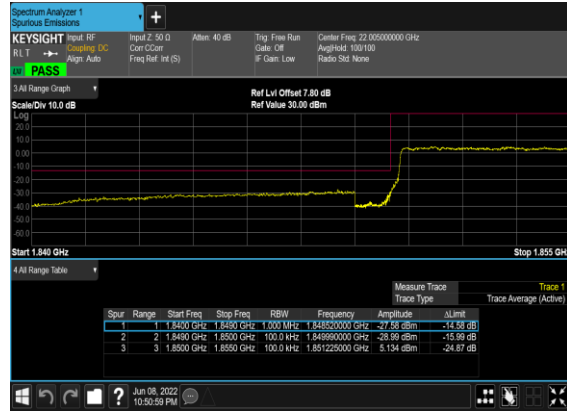 Spectrum Analyzer 1
Spurious Emissions
KEYSIGHT Input: RF Input Z: 50 Ω Atten: 40 dB Trig: Free Run Center Freq: 22.005000000 GHz
RLT Coupling: DC Corr CCorr Gate: Off Avg|Hold: 100/100
Align: Auto Freq Ref: Int (S) IF Gain: Low Radio Std: None
PASS
3 All Range Graph
Ref Lvl Offset 7.80 dB
Scale/Div 10.0 dB Ref Value 30.00 dBm
Log
20.0
10.0
0.00
-10.0
-20.0
-30.0
-40.0
-50.0
-60.0
Start 1.840 GHz Stop 1.855 GH
4 All Range Table
Measure Trace Trace 1
Trace Type Trace Average (Active)
Spur Range Start Freq Stop Freq RBW Frequency Amplitude ΔLimit
1 1 1.8400 GHz 1.8490 GHz 1.000 MHz 1.848520000 GHz -27.58 dBm -14.58 dB
2 2 1.8490 GHz 1.8500 GHz 100.0 kHz 1.849990000 GHz -28.99 dBm -15.99 dB
3 3 1.8500 GHz 1.8550 GHz 100.0 kHz 1.851225000 GHz 5.134 dBm -24.87 dB
?
Jun 08, 2022
10:50:59 PM